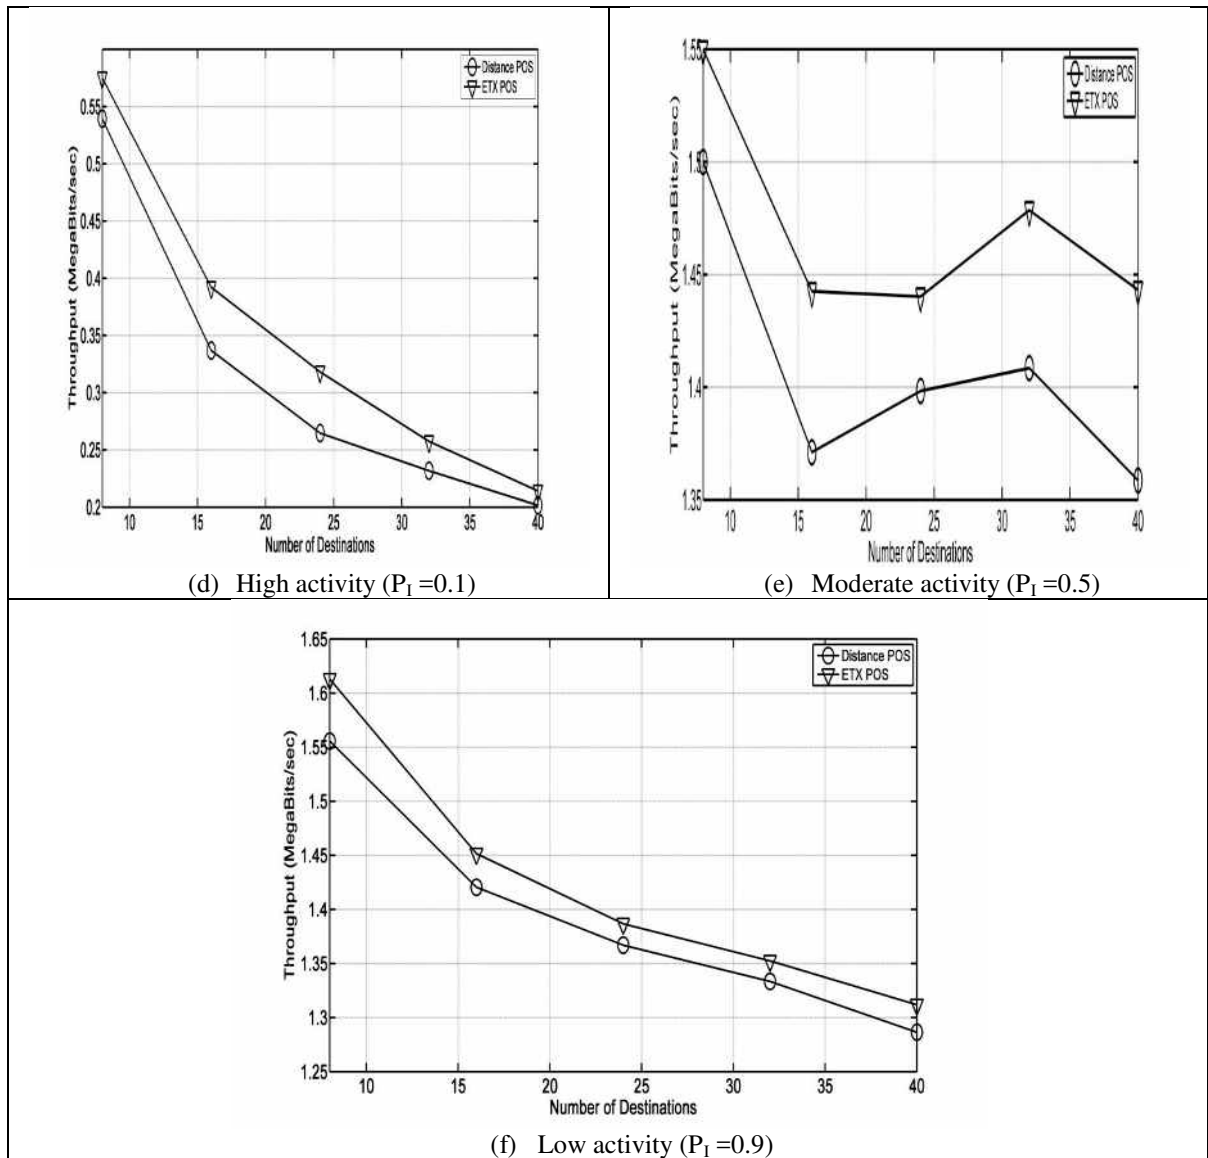 Distance POS
ETX POS
Throughput (MegaBits/sec)
0.55
0.5
0.45
0.4
0.35
0.3
0.25
0.2
10 15 20 25 30 35 40
Number of Destinations
(d) High activity (P_I =0.1)
Distance POS
ETX POS
Throughput (MegaBits/sec)
1.55
1.5
1.45
1.4
1.35
10 15 20 25 30 35 40
Number of Destinations
(e) Moderate activity (P_I =0.5)
Distance POS
ETX POS
Throughput (MegaBits/sec)
1.65
1.6
1.55
1.5
1.45
1.4
1.35
1.3
1.25
10 15 20 25 30 35 40
Number of Destinations
(f) Low activity (P_I =0.9)